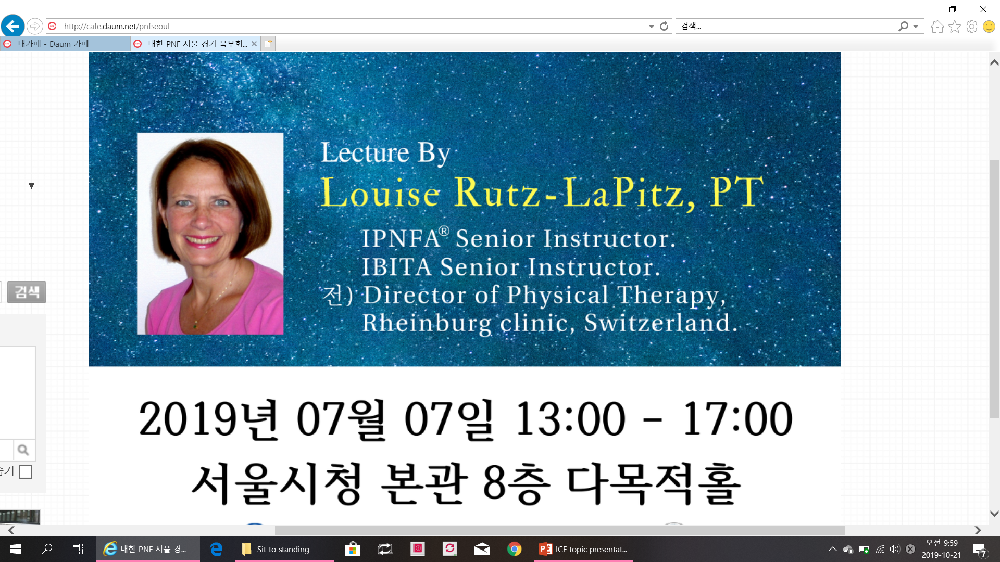 http://cafe.daum.net/pnfseoul
검색...
내카페 - Daum 카페
대한 PNF 서울 경기 북부회...
Lecture By
Louise Rutz-LaPitz, PT
IPNFA® Senior Instructor.
IBITA Senior Instructor.
전) Director of Physical Therapy,
Rheinburg clinic, Switzerland.
검색
2019년 07월 07일 13:00 - 17:00
서울시청 본관 8층 다목적홀
대한 PNF 서울 경...
Sit to standing
ICF topic presentat...
오전 9:59
2019-10-21
7